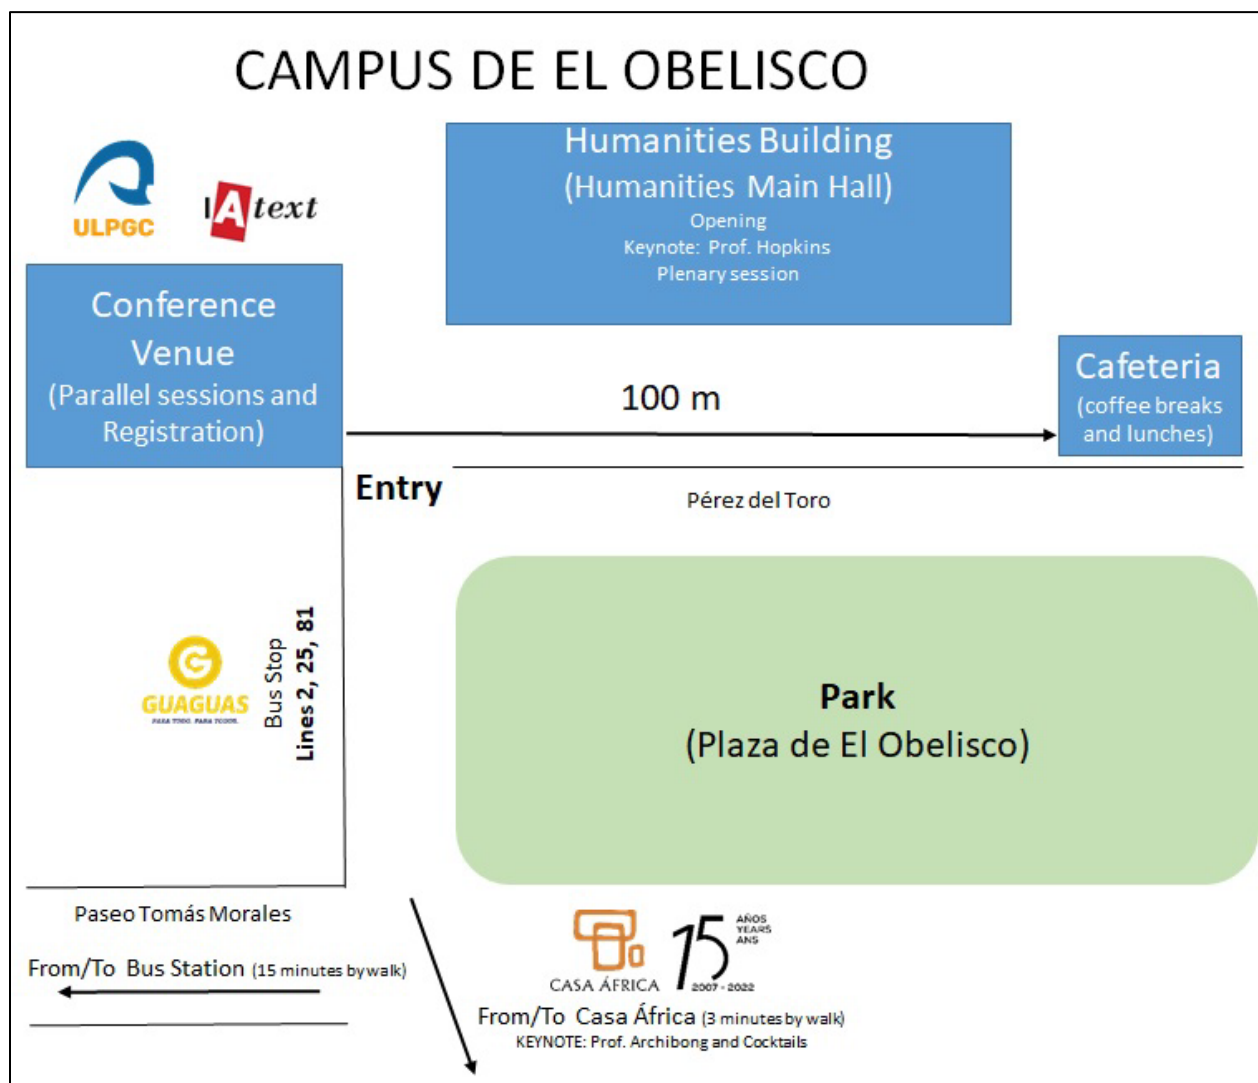 CAMPUS DE EL OBELISCO
ULPGC
IAtext
Humanities Building
(Humanities Main Hall)
Opening
Keynote: Prof. Hopkins
Plenary session
Conference
Venue
(Parallel sessions and
Registration)
100 m
Cafeteria
(coffee breaks
and lunches)
Entry
Pérez del Toro
GUAGUAS
PARA TODO. PARA TODOS.
Bus Stop
Lines 2, 25, 81
Park
(Plaza de El Obelisco)
Paseo Tomás Morales
From/To Bus Station (15 minutes by walk)
CASA ÁFRICA
15
AÑOS
YEARS
ANS
2007 - 2022
From/To Casa África (3 minutes by walk)
KEYNOTE: Prof. Archibong and Cocktails